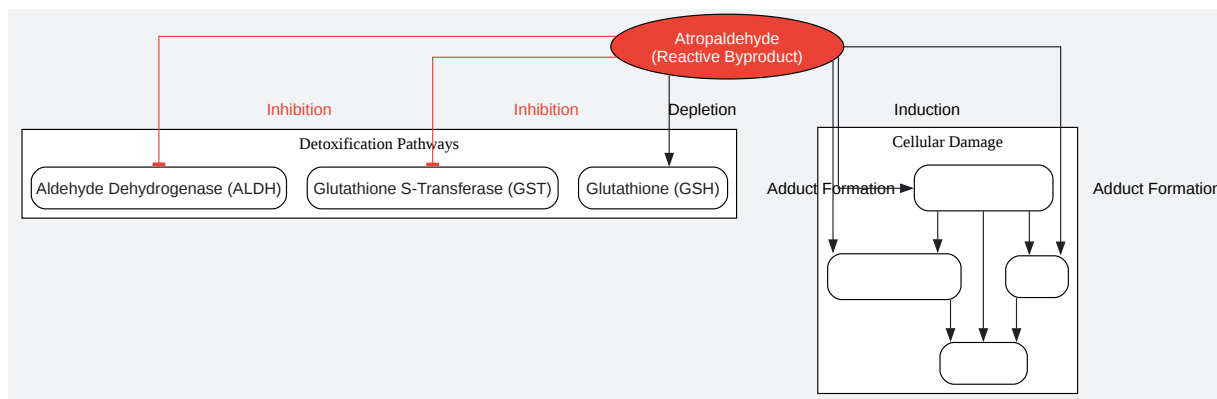 Atropaldehyde
(Reactive Byproduct)
Inhibition
Inhibition
Depletion
Induction
Detoxification Pathways
Cellular Damage
Aldehyde Dehydrogenase (ALDH)
Glutathione S-Transferase (GST)
Glutathione (GSH)
Adduct Formation
Adduct Formation